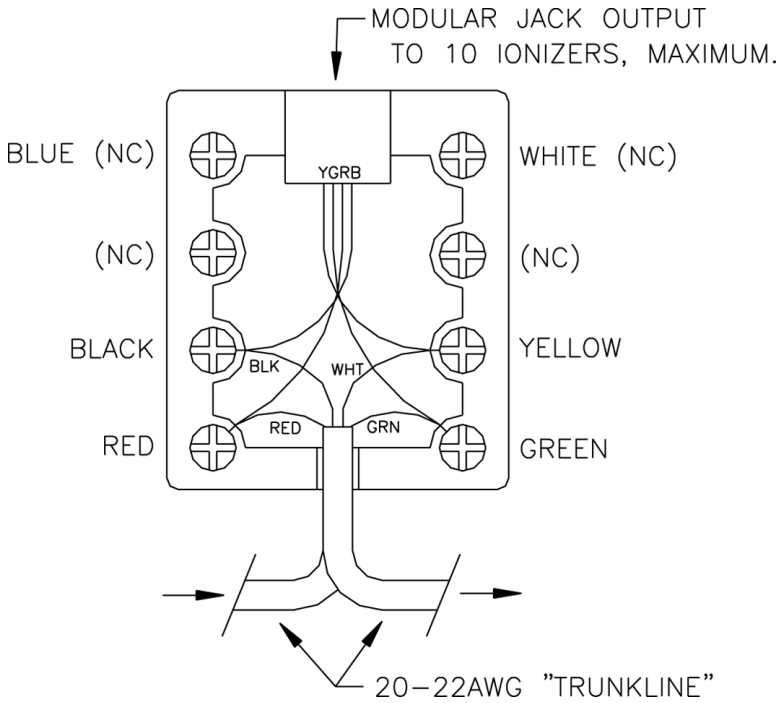 MODULAR JACK OUTPUT
TO 10 IONIZERS, MAXIMUM.
BLUE (NC)
YGRB
WHITE (NC)
(NC)
(NC)
BLACK
BLK
WHT
YELLOW
RED
RED
GRN
GREEN
20-22AWG "TRUNKLINE"